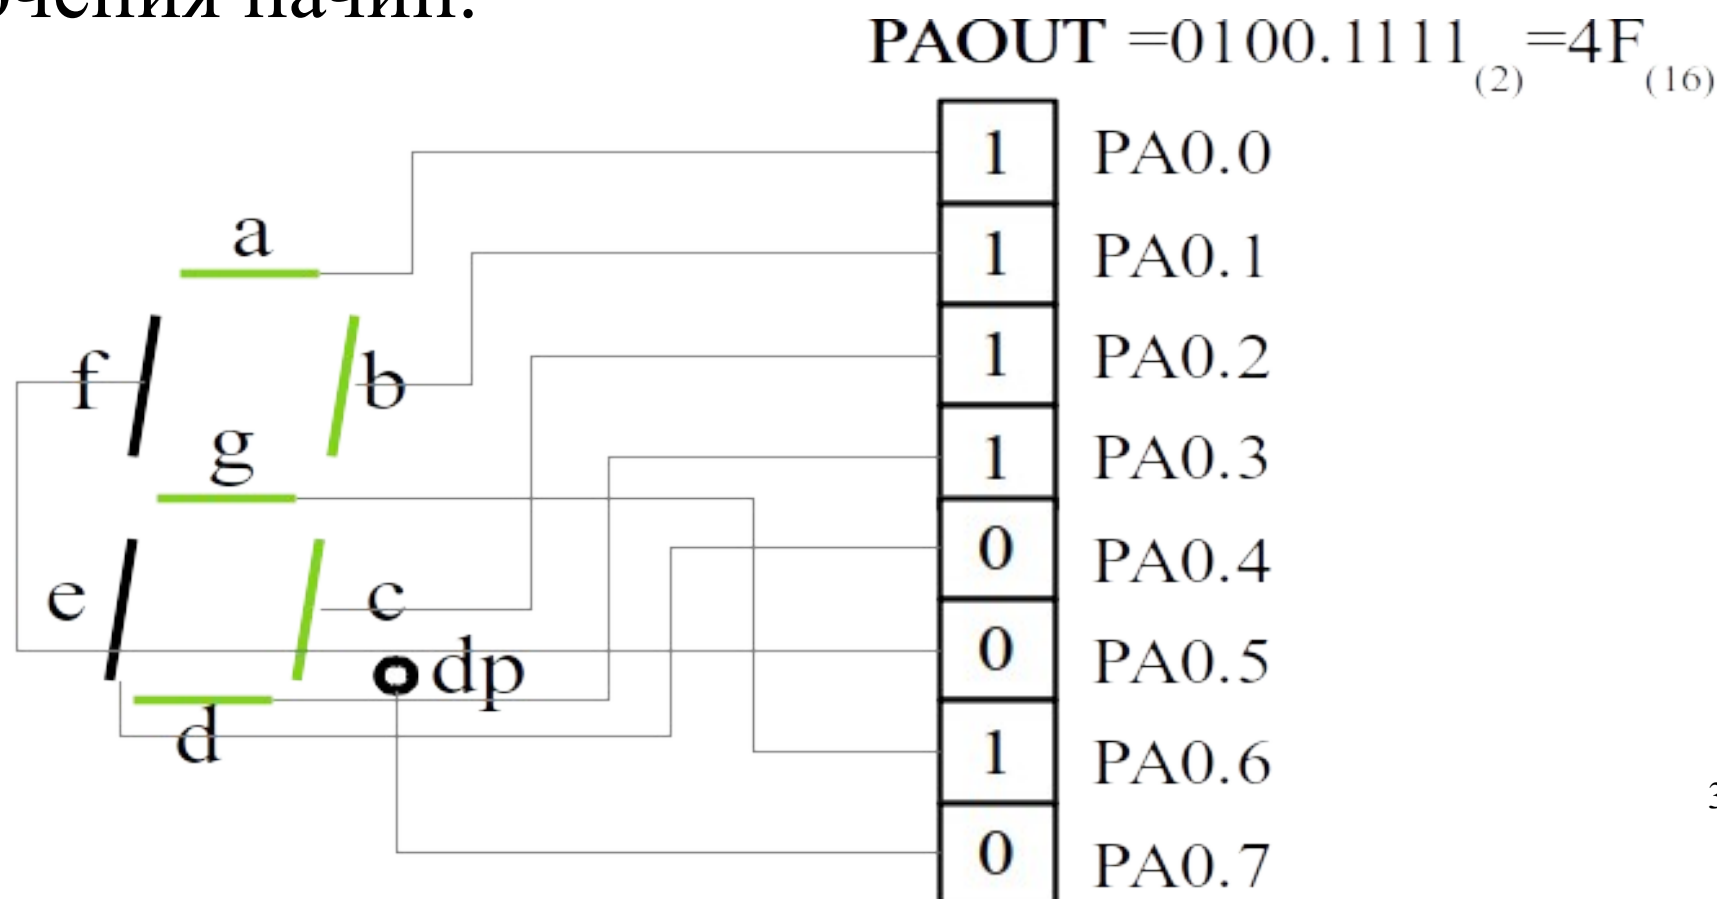 начин:
PAOUT =0100.1111(2)=4F(16)
1 PA0.0
a
1 PA0.1
f b
1 PA0.2
g
1 PA0.3
0 PA0.4
e c
0 PA0.5
dp
d
1 PA0.6
0 PA0.7